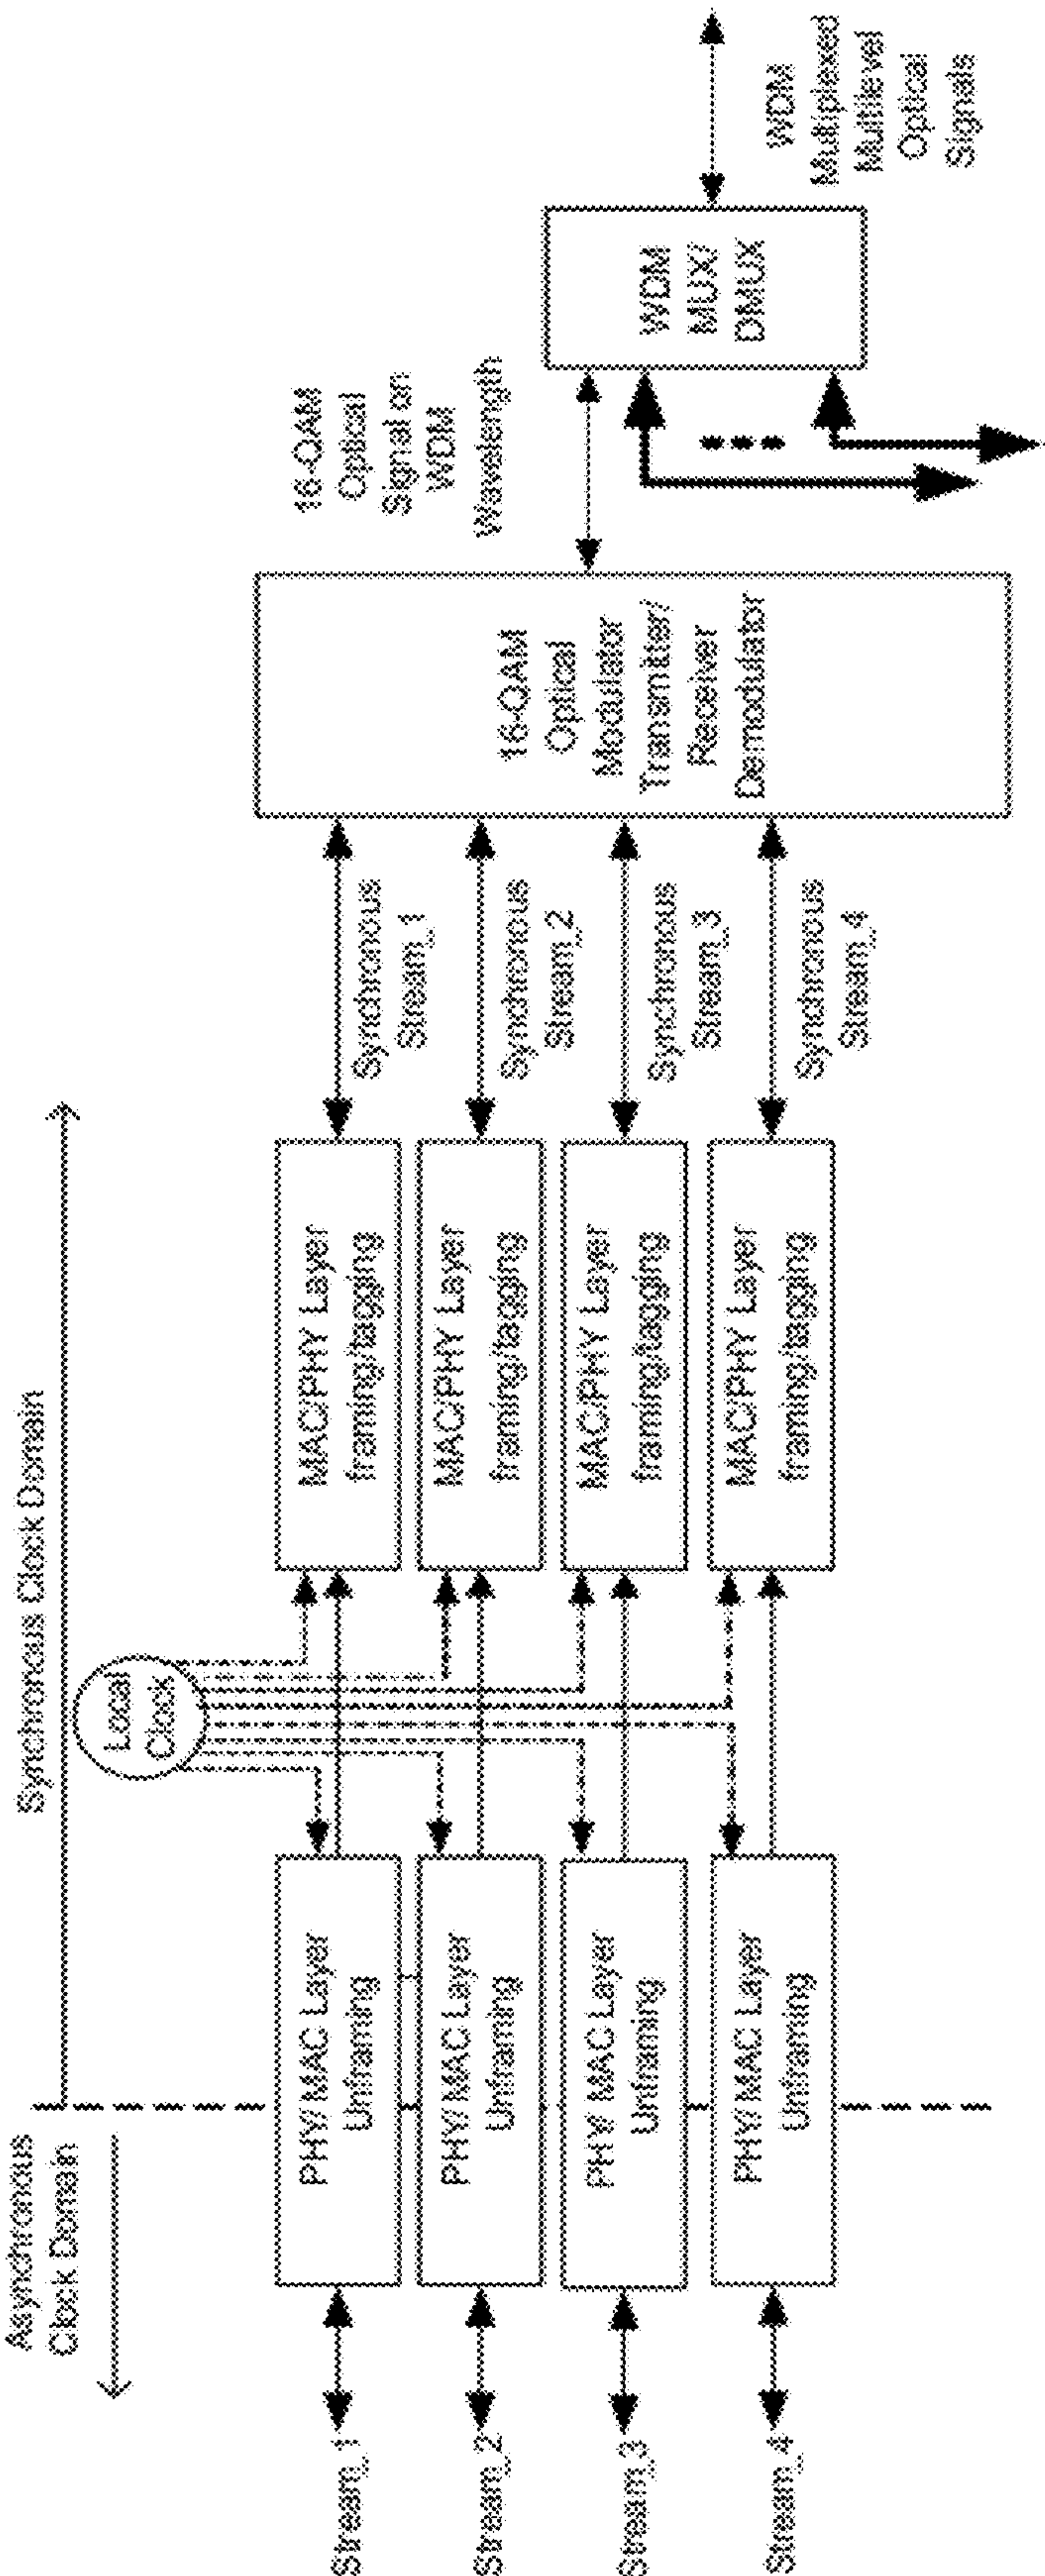 Asynchronous
Clock Domain
Synchronous Clock Domain
Local
Clock
Stream_1
PHY/ MAC Layer
Unframing
MAC/PHY Layer
framing/tagging
Synchronous
Stream_1
Stream_2
PHY/ MAC Layer
Unframing
MAC/PHY Layer
framing/tagging
Synchronous
Stream_2
Stream_3
PHY/ MAC Layer
Unframing
MAC/PHY Layer
framing/tagging
Synchronous
Stream_3
Stream_4
PHY/ MAC Layer
Unframing
MAC/PHY Layer
framing/tagging
Synchronous
Stream_4
16-QAM
Optical
Modulator
Transmitter/
Receiver
Demodulator
16-QAM
Optical
Signal on
WDM
Wavelength
WDM
MUX/
DMUX
WDM
Multiplexed
Multilevel
Optical
Signals